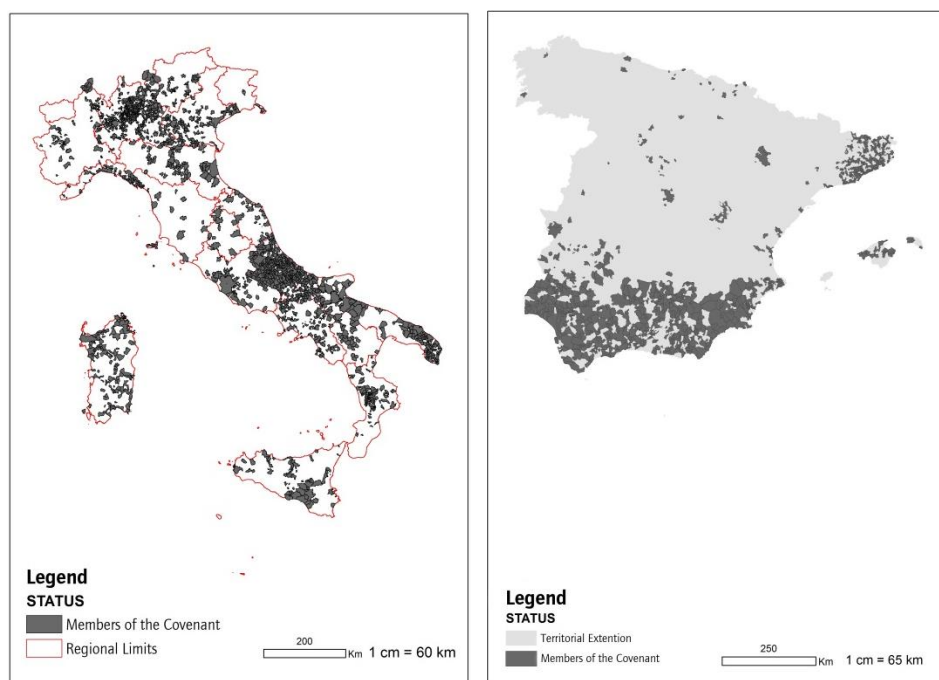 Legend
STATUS
Members of the Covenant
Regional Limits
200
Km 1 cm = 60 km
Legend
STATUS
Territorial Extention
Members of the Covenant
250
Km 1 cm = 65 km